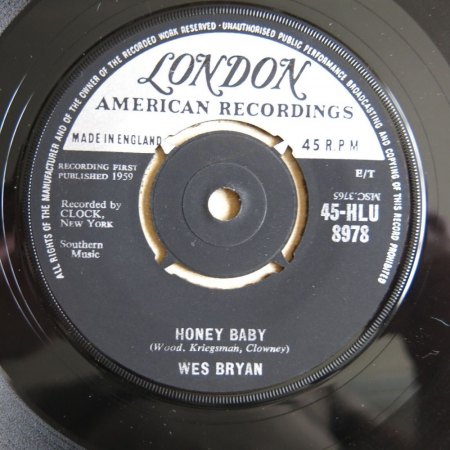 ALL RIGHTS OF THE MANUFACTURER AND OF THE OWNER OF THE RECORDED WORK RESERVED - UNAUTHORISED PUBLIC PERFORMANCE BROADCASTING AND COPYING OF THIS RECORD PROHIBITED
LONDON
AMERICAN RECORDINGS
MADE IN ENGLAND
45 R.P.M
RECORDING FIRST
PUBLISHED 1959
E/T
MSC.3765
Recorded by
CLOCK,
NEW YORK
45-HLU
8978
Southern
Music
HONEY BABY
(Wood, Kriegsman, Clowney)
WES BRYAN